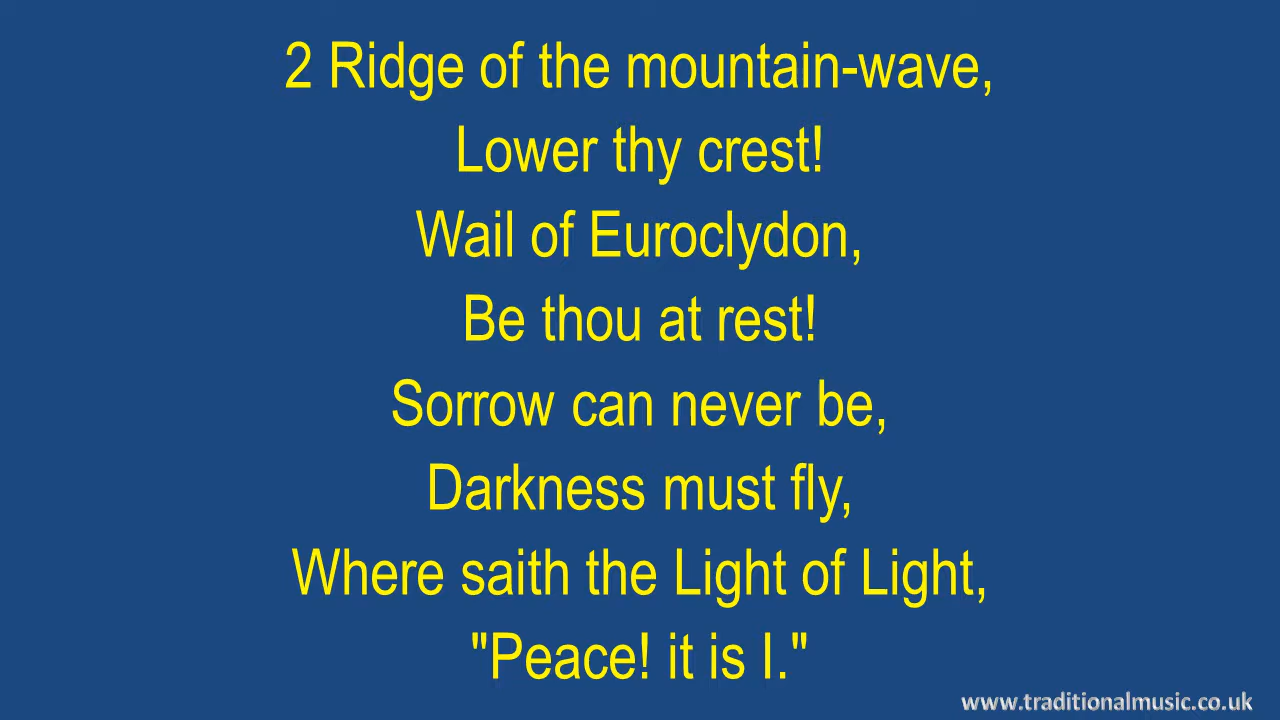 2 Ridge of the mountain-wave,
Lower thy crest!
Wail of Euroclydon,
Be thou at rest!
Sorrow can never be,
Darkness must fly,
Where saith the Light of Light,
"Peace! it is I."
www.traditionalmusic.co.uk